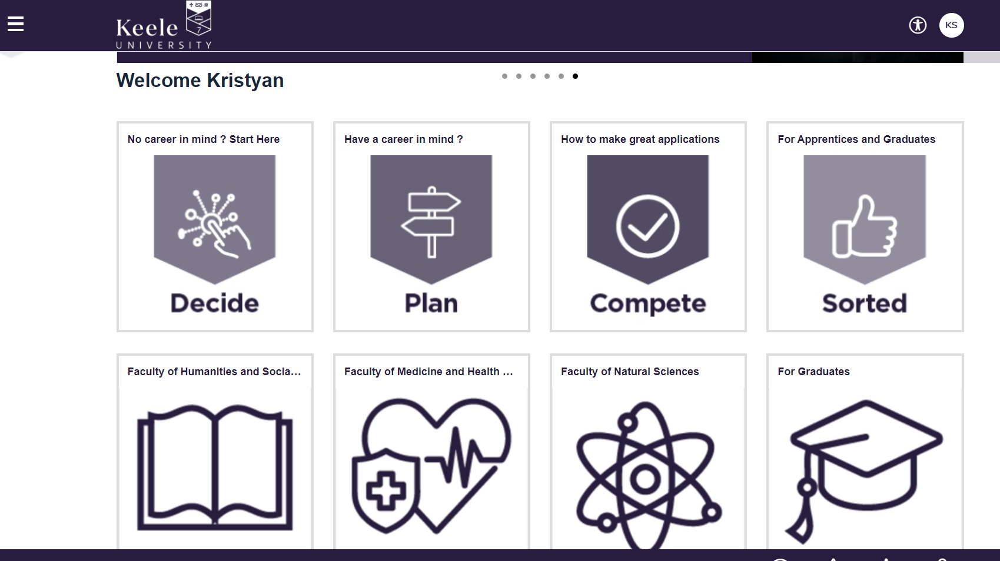 Keele
UNIVERSITY
7
KS
Welcome Kristyan
No career in mind ? Start Here
Have a career in mind ?
How to make great applications
For Apprentices and Graduates
Decide
Plan
Compete
Sorted
Faculty of Humanities and Socia...
Faculty of Medicine and Health ...
Faculty of Natural Sciences
For Graduates